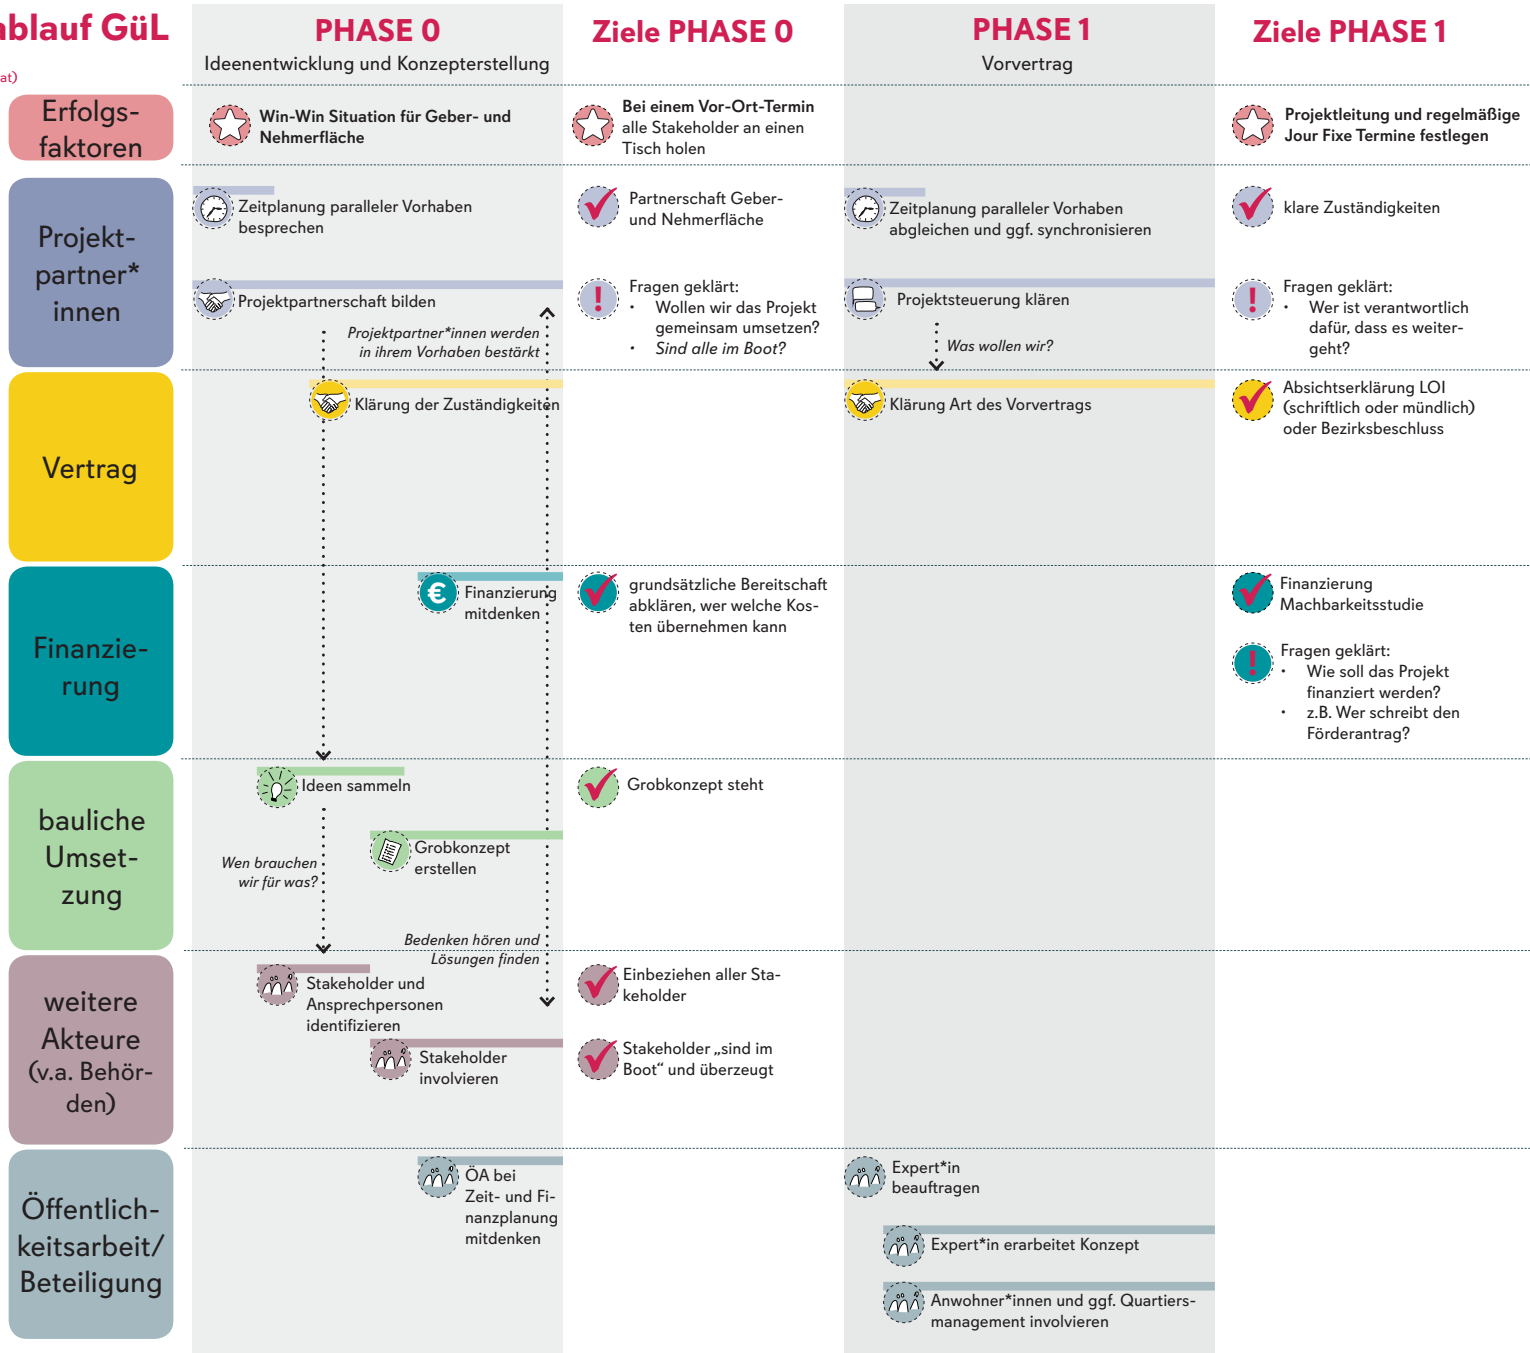 ablauf GüL
at)
PHASE 0
Ideenentwicklung und Konzepterstellung
Ziele PHASE 0
PHASE 1
Vorvertrag
Ziele PHASE 1
Erfolgs-
faktoren
Win-Win Situation für Geber- und
Nehmerfläche
Bei einem Vor-Ort-Termin
alle Stakeholder an einen
Tisch holen
Projektleitung und regelmäßige
Jour Fixe Termine festlegen
Projekt-
partner*
innen
Zeitplanung paralleler Vorhaben
besprechen
Partnerschaft Geber-
und Nehmerfläche
Zeitplanung paralleler Vorhaben
abgleichen und ggf. synchronisieren
klare Zuständigkeiten
Projektpartnerschaft bilden
Projektpartner*innen werden
in ihrem Vorhaben bestärkt
! Fragen geklärt:
• Wollen wir das Projekt
gemeinsam umsetzen?
• Sind alle im Boot?
Projektsteuerung klären
Was wollen wir?
! Fragen geklärt:
• Wer ist verantwortlich
dafür, dass es weiter-
geht?
Vertrag
Klärung der Zuständigkeiten
Klärung Art des Vorvertrags
Absichtserklärung LOI
(schriftlich oder mündlich)
oder Bezirksbeschluss
Finanzie-
rung
€ Finanzierung
mitdenken
grundsätzliche Bereitschaft
abklären, wer welche Kos-
ten übernehmen kann
Finanzierung
Machbarkeitsstudie
! Fragen geklärt:
• Wie soll das Projekt
finanziert werden?
• z.B. Wer schreibt den
Förderantrag?
bauliche
Umset-
zung
Ideen sammeln
Grobkonzept
erstellen
Wen brauchen
wir für was?
Grobkonzept steht
Bedenken hören und
Lösungen finden
weitere
Akteure
(v.a. Behör-
den)
Stakeholder und
Ansprechpersonen
identifizieren
Stakeholder
involvieren
Einbeziehen aller Sta-
keholder
Stakeholder „sind im
Boot“ und überzeugt
Öffentlich-
keitsarbeit/
Beteiligung
ÖA bei
Zeit- und Fi-
nanzplanung
mitdenken
Expert*in
beauftragen
Expert*in erarbeitet Konzept
Anwohner*innen und ggf. Quartiers-
management involvieren